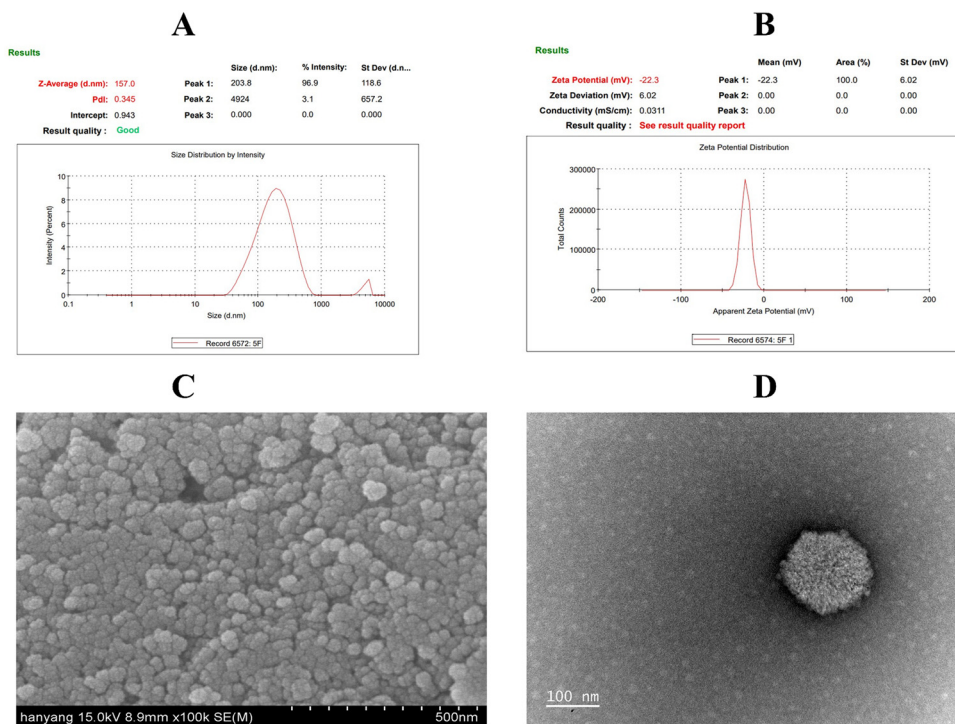 A
Results
Size (d.nm): % Intensity: St Dev (d.n...
Z-Average (d.nm): 157.0 Peak 1: 203.8 96.9 118.6
PdI: 0.345 Peak 2: 4924 3.1 657.2
Intercept: 0.943 Peak 3: 0.000 0.0 0.000
Result quality : Good
Size Distribution by Intensity
Intensity (Percent)
10
8
6
4
2
0
0.1 1 10 100 1000 10000
Size (d.nm)
Record 6572: 5F
B
Results
Mean (mV) Area (%) St Dev (mV)
Zeta Potential (mV): -22.3 Peak 1: -22.3 100.0 6.02
Zeta Deviation (mV): 6.02 Peak 2: 0.00 0.0 0.00
Conductivity (mS/cm): 0.0311 Peak 3: 0.00 0.0 0.00
Result quality : See result quality report
Zeta Potential Distribution
Total Counts
300000
200000
100000
0
-200 -100 0 100 200
Apparent Zeta Potential (mV)
Record 6574: 5F 1
C
hanyang 15.0kV 8.9mm x100k SE(M) 500nm
D
100 nm